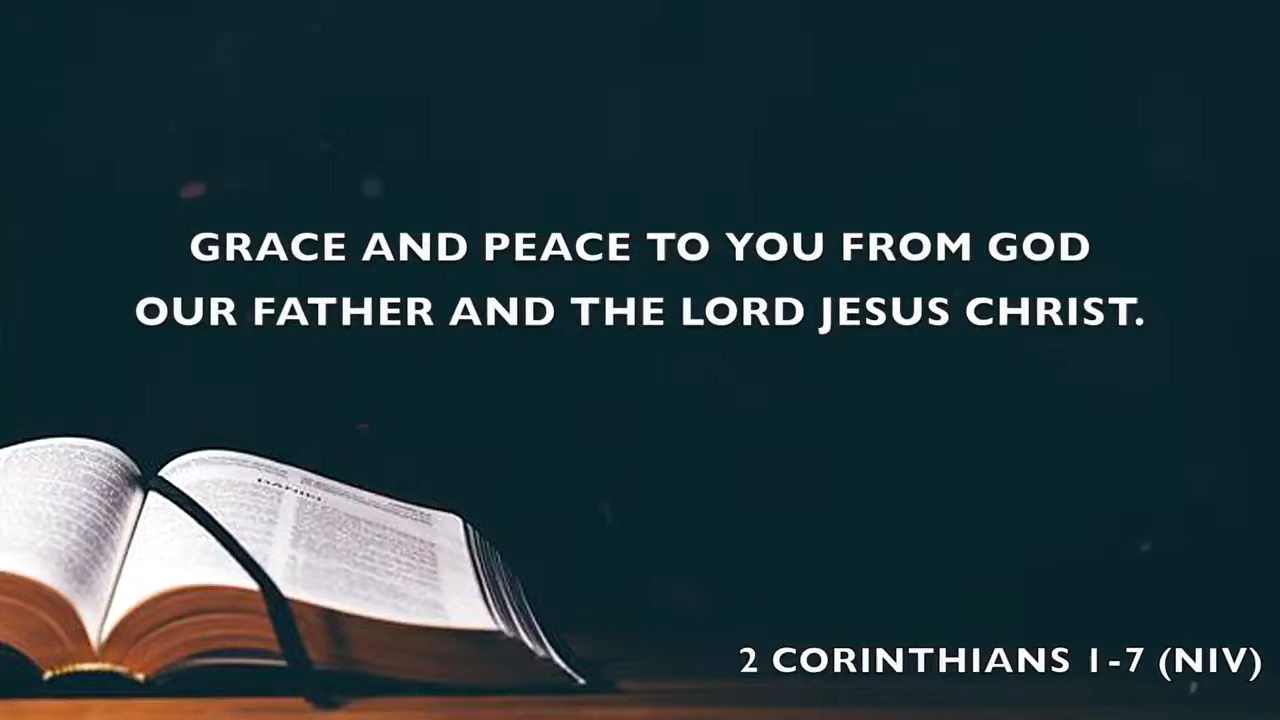 GRACE AND PEACE TO YOU FROM GOD
OUR FATHER AND THE LORD JESUS CHRIST.
DANIEL
2 CORINTHIANS 1-7 (NIV)